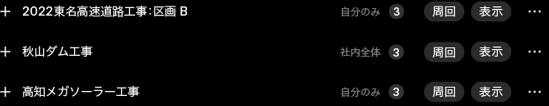 + 2022東名高速道路工事：区画 B 自分のみ 3 周回 表示 ...
+ 秋山ダム工事 社内全体 3 周回 表示 ...
+ 高知メガソーラー工事 自分のみ 3 周回 表示 ...